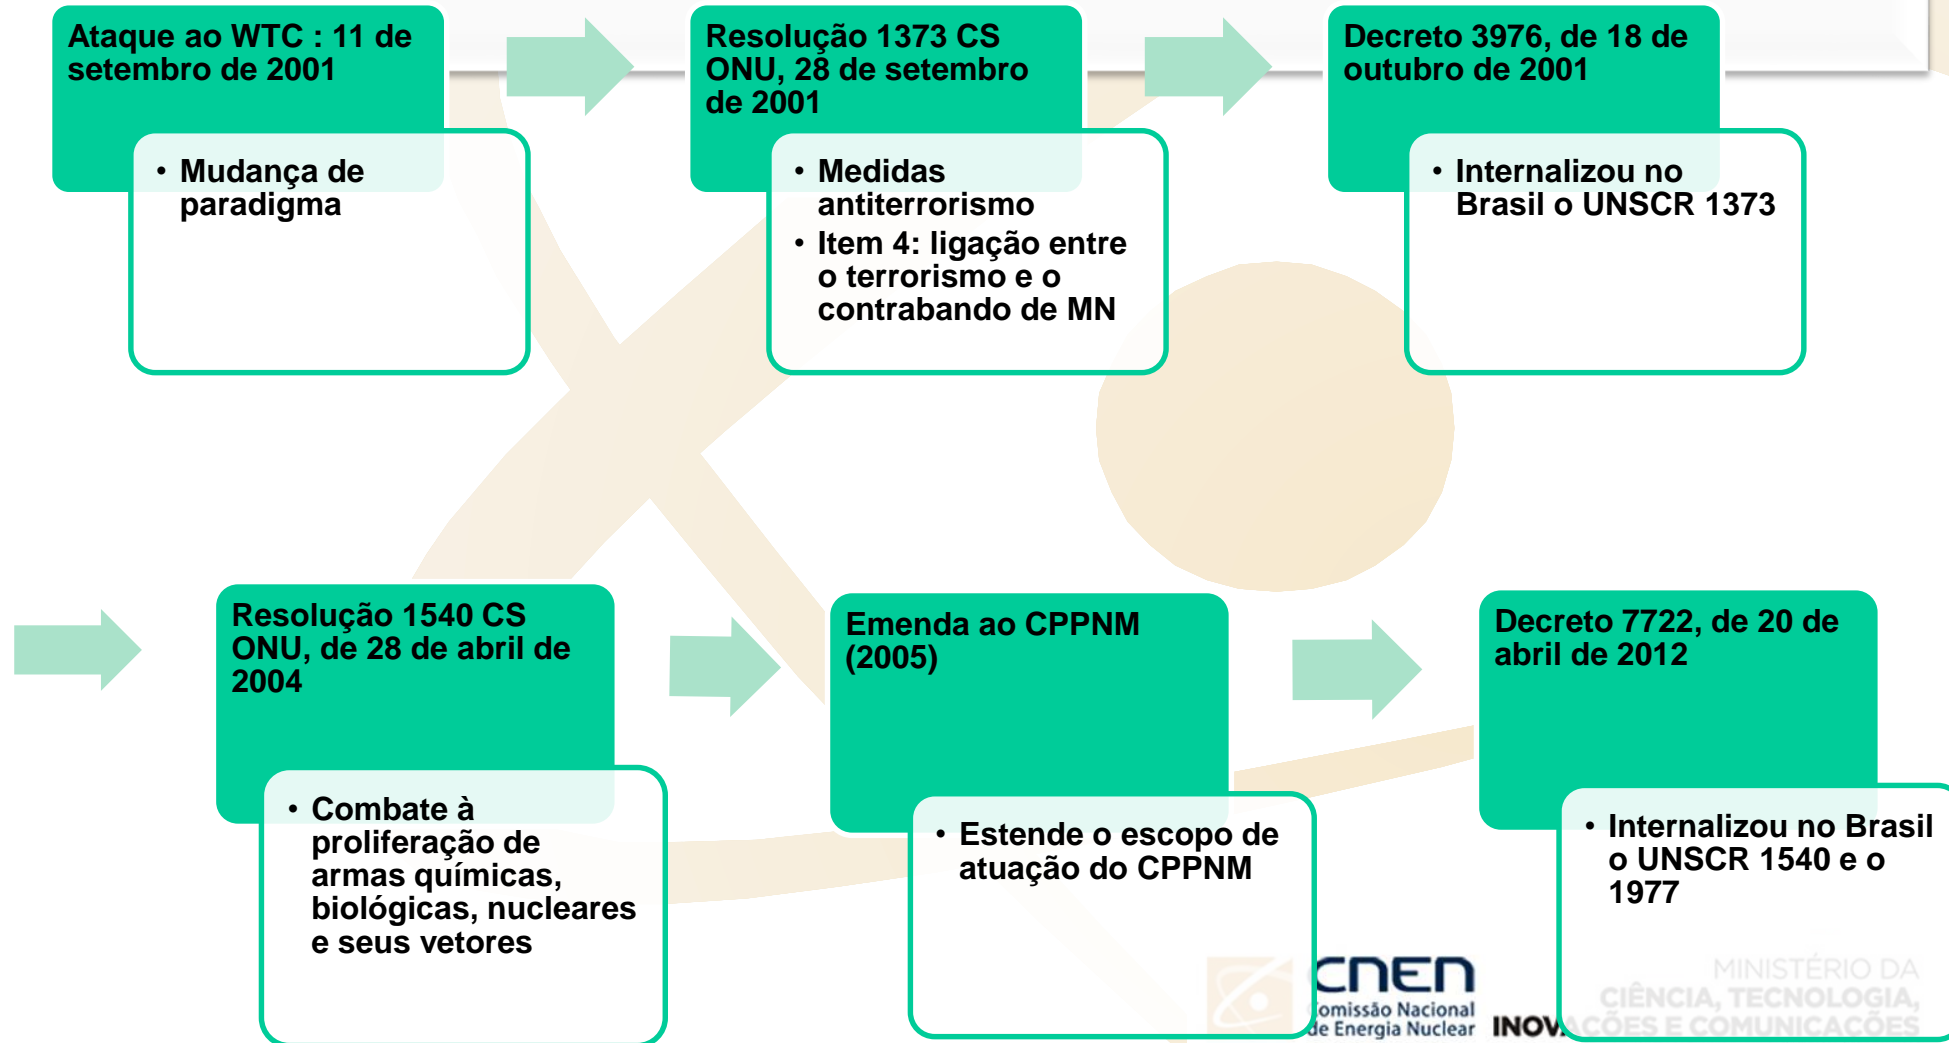 Ataque ao WTC : 11 de
setembro de 2001
• Mudança de
paradigma
Resolução 1373 CS
ONU, 28 de setembro
de 2001
• Medidas
antiterrorismo
• Item 4: ligação entre
o terrorismo e o
contrabando de MN
Decreto 3976, de 18 de
outubro de 2001
• Internalizou no
Brasil o UNSCR 1373
Resolução 1540 CS
ONU, de 28 de abril de
2004
• Combate à
proliferação de
armas químicas,
biológicas, nucleares
e seus vetores
Emenda ao CPPNM
(2005)
• Estende o escopo de
atuação do CPPNM
Decreto 7722, de 20 de
abril de 2012
• Internalizou no Brasil
o UNSCR 1540 e o
1977
CNEN
Comissão Nacional
de Energia Nuclear
MINISTÉRIO DA
CIÊNCIA, TECNOLOGIA,
INOVAÇÕES E COMUNICAÇÕES